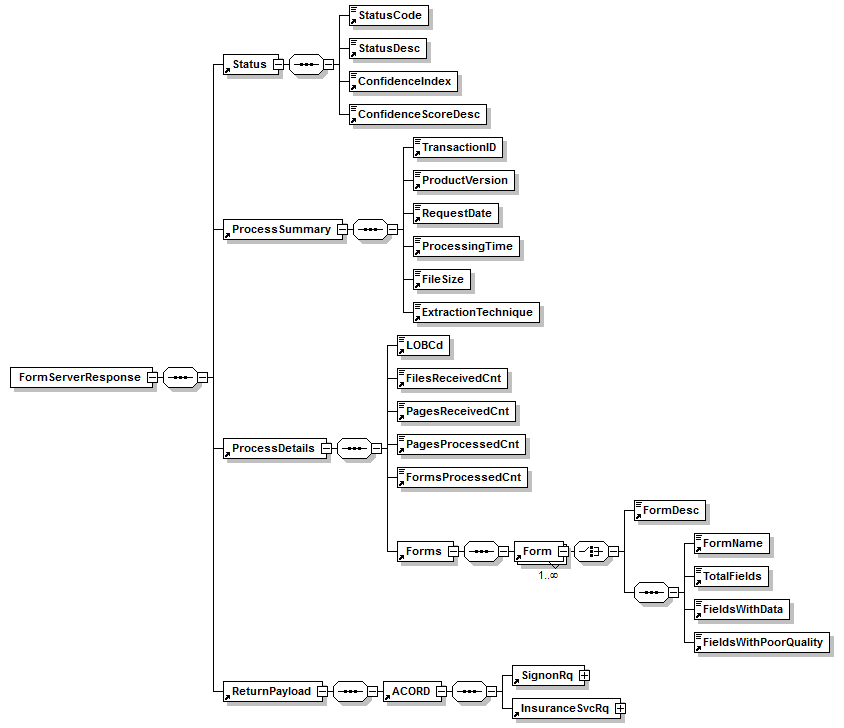 StatusCode
StatusDesc
Status
ConfidenceIndex
ConfidenceScoreDesc
TransactionID
ProductVersion
RequestDate
ProcessSummary
ProcessingTime
FileSize
ExtractionTechnique
LOBCd
FormServerResponse
FilesReceivedCnt
PagesReceivedCnt
ProcessDetails
PagesProcessedCnt
FormsProcessedCnt
FormDesc
FormName
Forms
Form
1..∞
TotalFields
FieldsWithData
FieldsWithPoorQuality
ReturnPayload
ACORD
SignonRq
InsuranceSvcRq